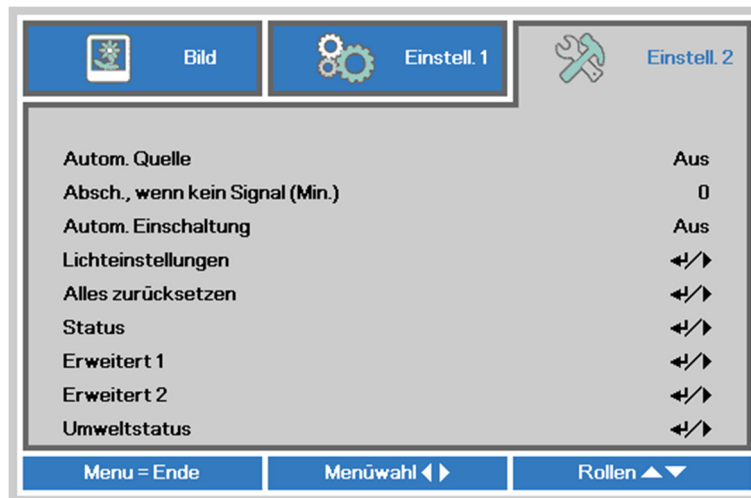 Bild
Einstell. 1
Einstell. 2
Autom. Quelle Aus
Absch., wenn kein Signal (Min.) 0
Autom. Einschaltung Aus
Lichteinstellungen ↵/▶
Alles zurücksetzen ↵/▶
Status ↵/▶
Erweitert 1 ↵/▶
Erweitert 2 ↵/▶
Umweltstatus ↵/▶
Menu = Ende
Menūwahl ◀ ▶
Rollen ▲▼